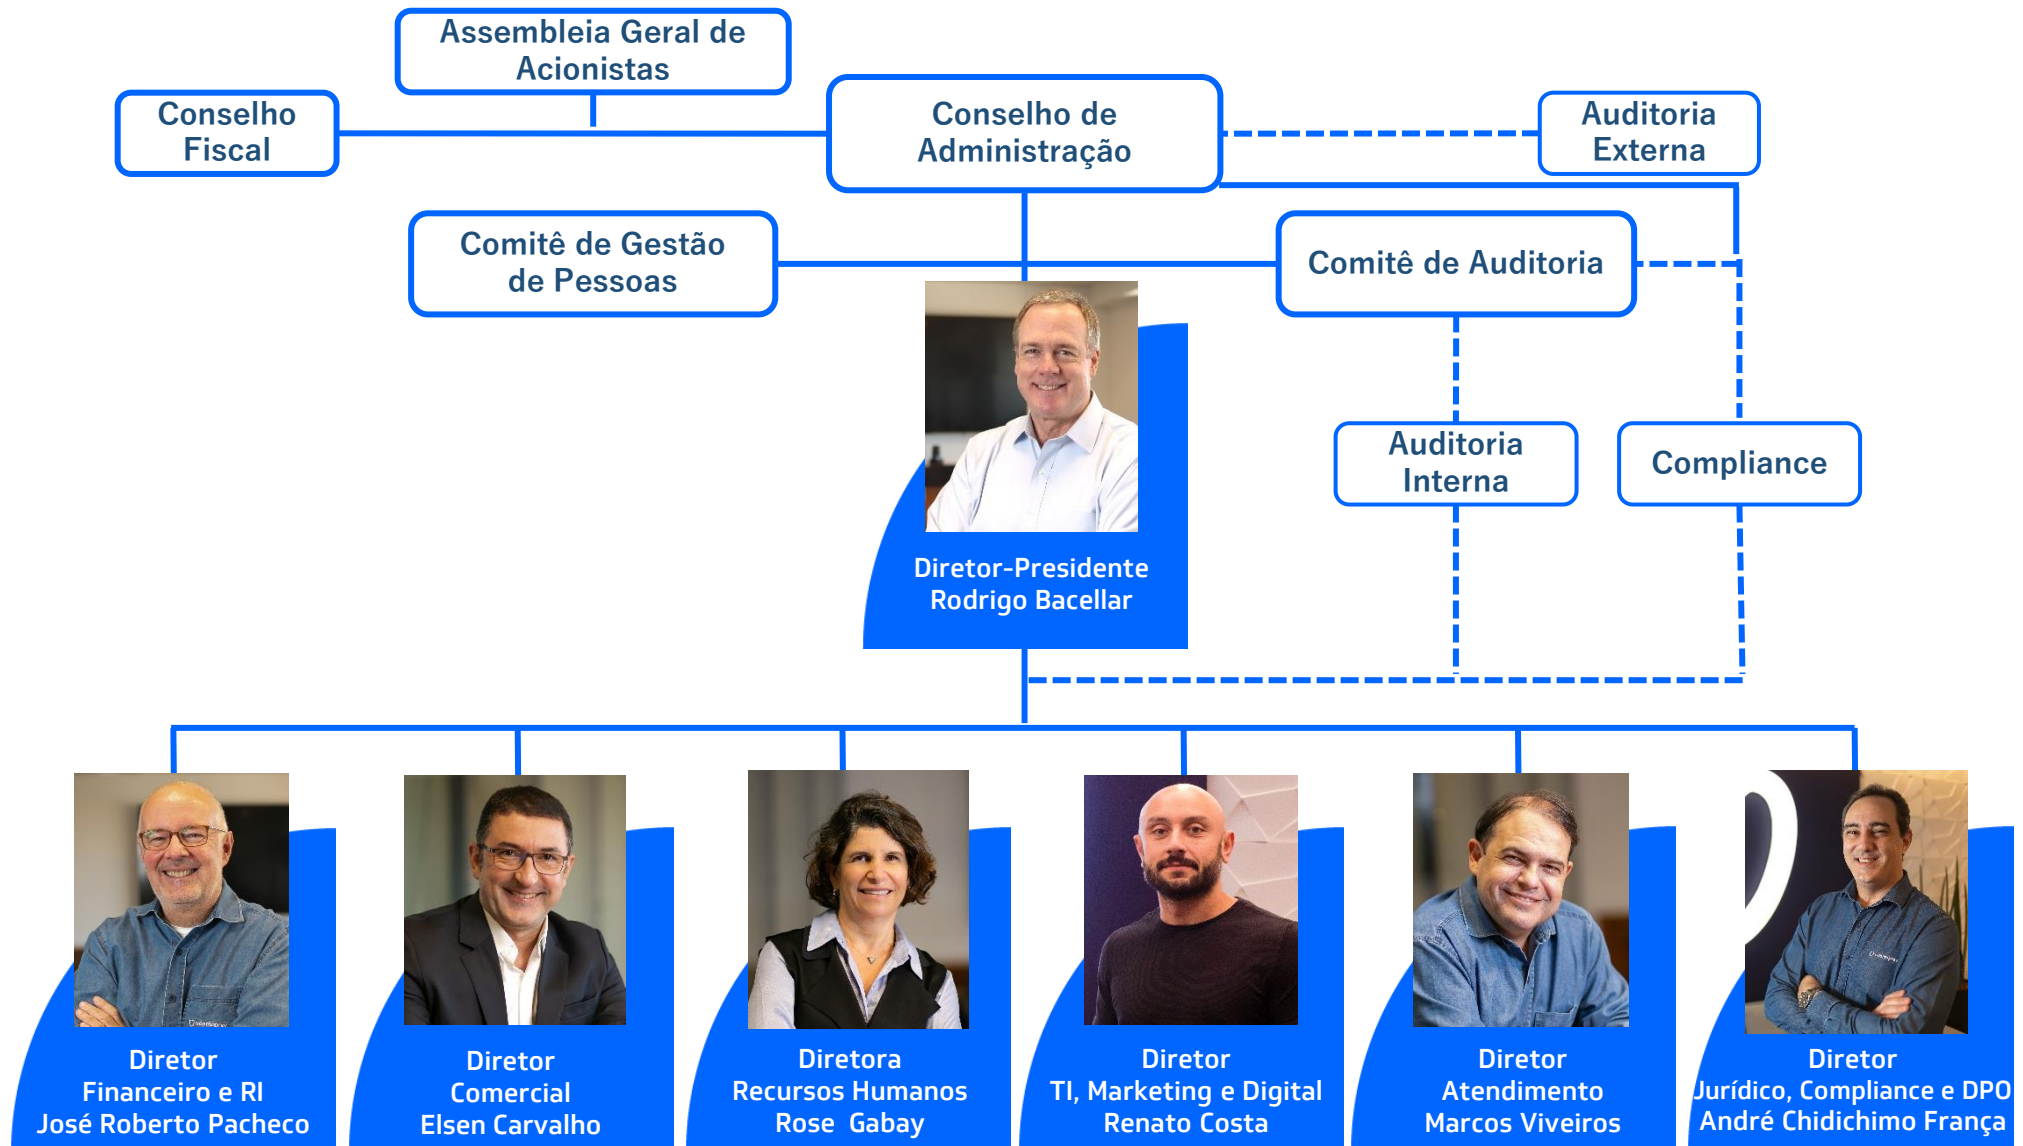 Assembleia Geral de
Acionistas
Conselho
Fiscal
Conselho de
Administração
Auditoria
Externa
Comitê de Gestão
de Pessoas
Comitê de Auditoria
Auditoria
Interna
Compliance
Diretor-Presidente
Rodrigo Bacellar
Diretor
Financeiro e RI
José Roberto Pacheco
Diretor
Comercial
Elsen Carvalho
Diretora
Recursos Humanos
Rose Gabay
Diretor
TI, Marketing e Digital
Renato Costa
Diretor
Atendimento
Marcos Viveiros
Diretor
Jurídico, Compliance e DPO
André Chidichimo França